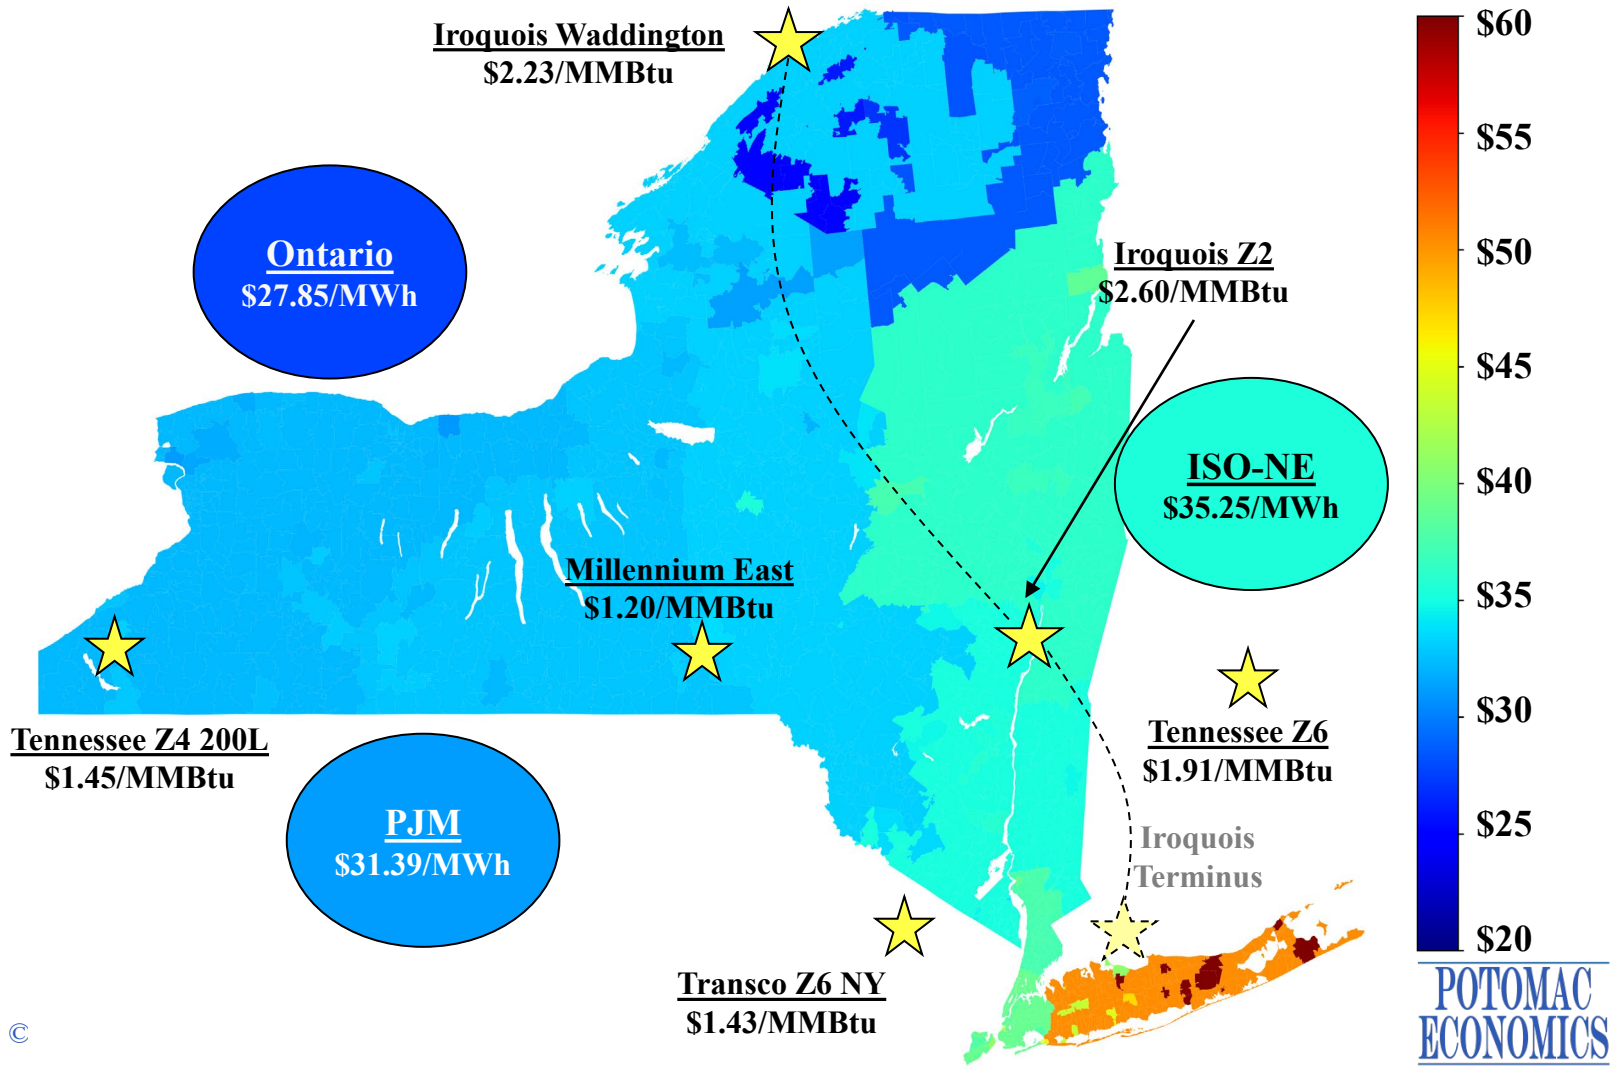 Iroquois Waddington
$2.23/MMBtu
Ontario
$27.85/MWh
Iroquois Z2
$2.60/MMBtu
ISO-NE
$35.25/MWh
Millennium East
$1.20/MMBtu
Tennessee Z4 200L
$1.45/MMBtu
PJM
$31.39/MWh
Tennessee Z6
$1.91/MMBtu
Iroquois
Terminus
Transco Z6 NY
$1.43/MMBtu
$60
$55
$50
$45
$40
$35
$30
$25
$20
©
POTOMAC
ECONOMICS